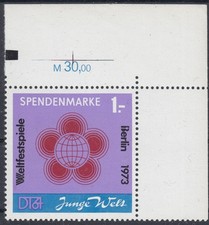 M 30,00
SPENDENMARKE 1.-
Weltfestspiele
Berlin 1973
DT64 Junge Welt